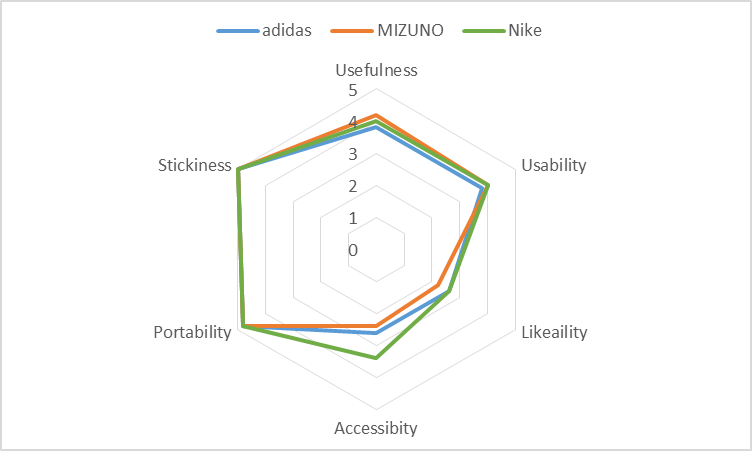 adidas MIZUNO Nike
Usefulness
5
4
3
2
1
0
Stickiness
Usability
Portability
Likeaility
Accessibity